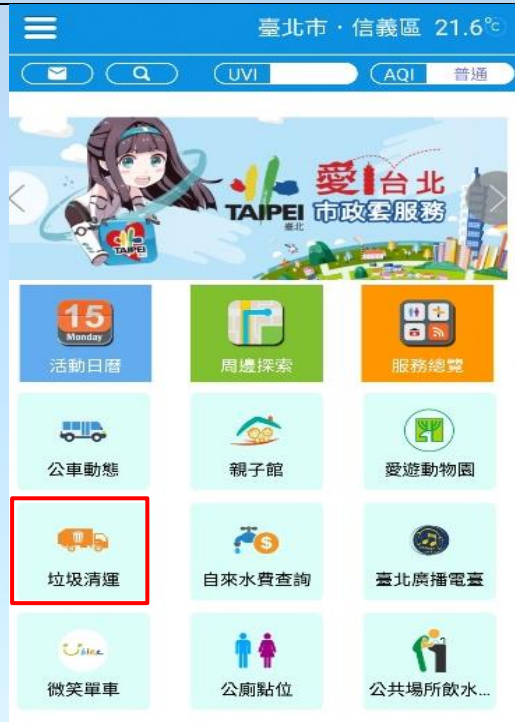 臺北市·信義區 21.6℃
UVI AQI 普通
愛台北
TAIPEI 市政雲服務
臺北
TAIPEI
15
Monday
活動日曆 周邊探索 服務總覽
公車動態 親子館 愛遊動物園
垃圾清運 自來水費查詢 臺北廣播電臺
Ubike
微笑單車 公廁點位 公共場所飲水...